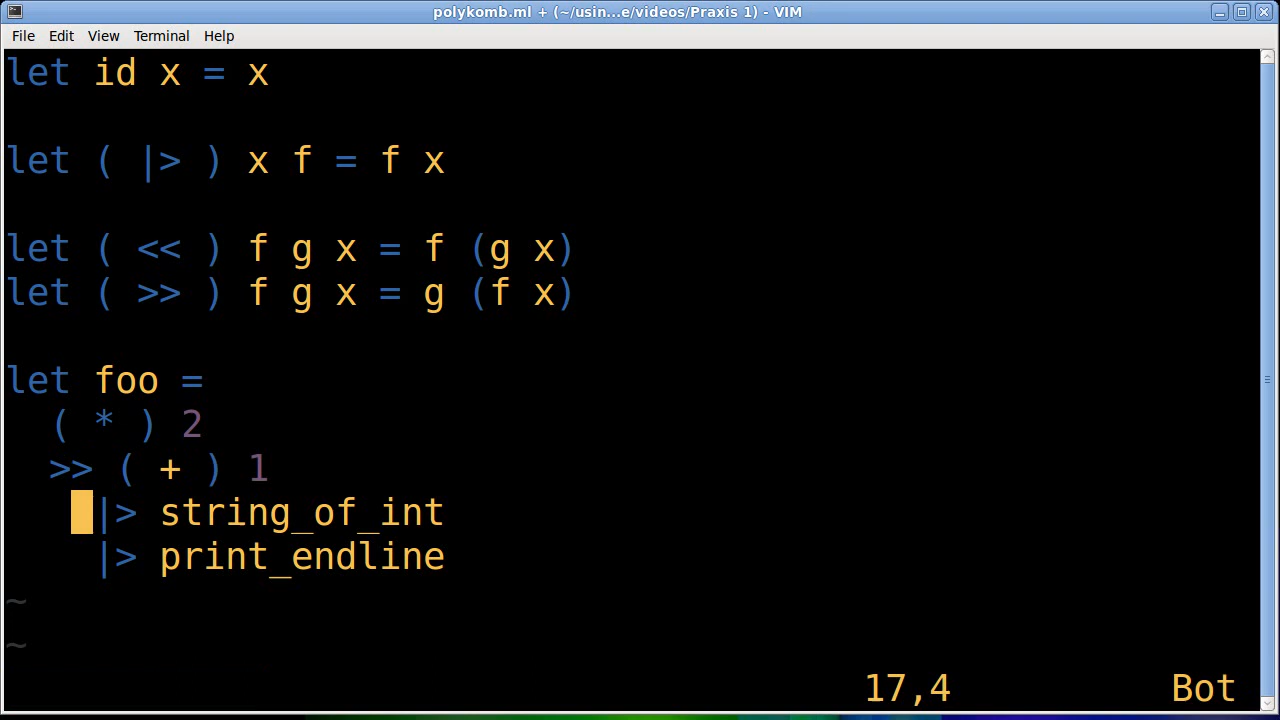 polykomb.ml + (~/usin...e/videos/Praxis 1) - VIM
File Edit View Terminal Help
let id x = x
let ( |> ) x f = f x
let ( << ) f g x = f (g x)
let ( >> ) f g x = g (f x)
let foo =
( * ) 2
>> ( + ) 1
|> string_of_int
|> print_endline
~
~
17,4 Bot